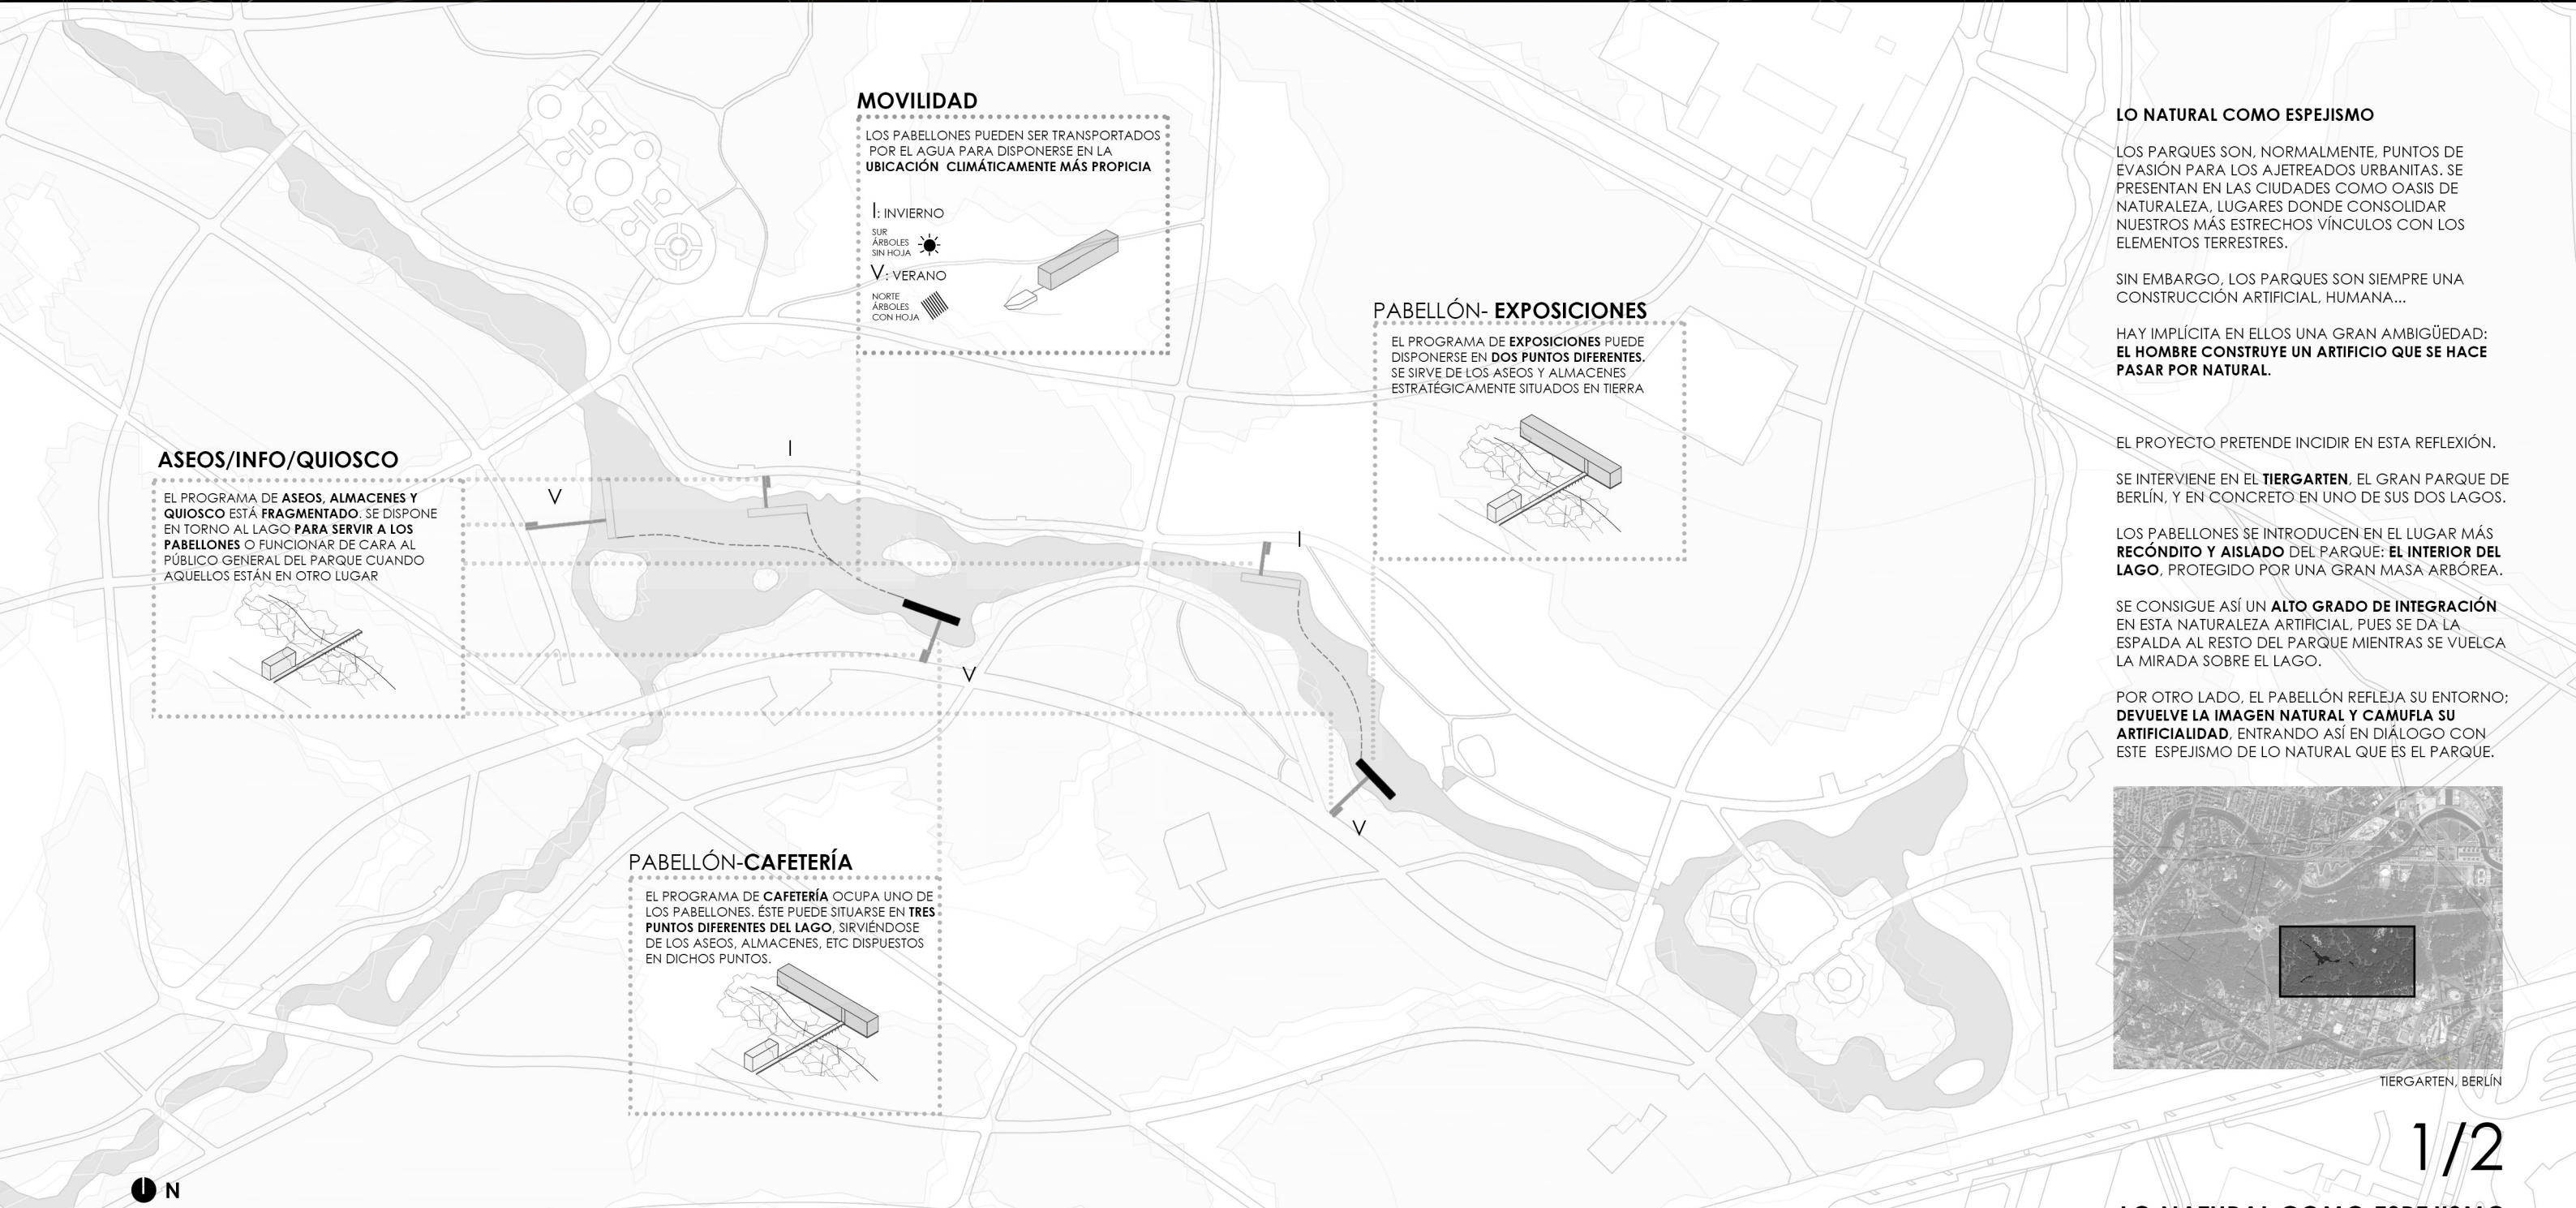 MOVILIDAD
LOS PABELLONES PUEDEN SER TRANSPORTADOS
POR EL AGUA PARA DISPONERSE EN LA
UBICACIÓN CLIMÁTICAMENTE MÁS PROPICIA
I: INVIERNO
SUR
ÁRBOLES
SIN HOJA
V: VERANO
NORTE
ÁRBOLES
CON HOJA
PABELLÓN- EXPOSICIONES
EL PROGRAMA DE EXPOSICIONES PUEDE
DISPONERSE EN DOS PUNTOS DIFERENTES.
SE SIRVE DE LOS ASEOS Y ALMACENES
ESTRATÉGICAMENTE SITUADOS EN TIERRA
ASEOS/INFO/QUIOSCO
EL PROGRAMA DE ASEOS, ALMACENES Y
QUIOSCO ESTÁ FRAGMENTADO. SE DISPONE
EN TORNO AL LAGO PARA SERVIR A LOS
PABELLONES O FUNCIONAR DE CARA AL
PÚBLICO GENERAL DEL PARQUE CUANDO
AQUELLOS ESTÁN EN OTRO LUGAR
I
V
I
V
V
PABELLÓN-CAFETERÍA
EL PROGRAMA DE CAFETERÍA OCUPA UNO DE
LOS PABELLONES. ÉSTE PUEDE SITUARSE EN TRES
PUNTOS DIFERENTES DEL LAGO, SIRVIÉNDOSE
DE LOS ASEOS, ALMACENES, ETC DISPUESTOS
EN DICHOS PUNTOS.
N
LO NATURAL COMO ESPEJISMO
LOS PARQUES SON, NORMALMENTE, PUNTOS DE
EVASIÓN PARA LOS AJETREADOS URBANITAS. SE
PRESENTAN EN LAS CIUDADES COMO OASIS DE
NATURALEZA, LUGARES DONDE CONSOLIDAR
NUESTROS MÁS ESTRECHOS VÍNCULOS CON LOS
ELEMENTOS TERRESTRES.
SIN EMBARGO, LOS PARQUES SON SIEMPRE UNA
CONSTRUCCIÓN ARTIFICIAL, HUMANA...
HAY IMPLÍCITA EN ELLOS UNA GRAN AMBIGÜEDAD:
EL HOMBRE CONSTRUYE UN ARTIFICIO QUE SE HACE
PASAR POR NATURAL.
EL PROYECTO PRETENDE INCIDIR EN ESTA REFLEXIÓN.
SE INTERVIENE EN EL TIERGARTEN, EL GRAN PARQUE DE
BERLÍN, Y EN CONCRETO EN UNO DE SUS DOS LAGOS.
LOS PABELLONES SE INTRODUCEN EN EL LUGAR MÁS
RECÓNDITO Y AISLADO DEL PARQUE: EL INTERIOR DEL
LAGO, PROTEGIDO POR UNA GRAN MASA ARBÓREA.
SE CONSIGUE ASÍ UN ALTO GRADO DE INTEGRACIÓN
EN ESTA NATURALEZA ARTIFICIAL, PUES SE DA LA
ESPALDA AL RESTO DEL PARQUE MIENTRAS SE VUELCA
LA MIRADA SOBRE EL LAGO.
POR OTRO LADO, EL PABELLÓN REFLEJA SU ENTORNO;
DEVUELVE LA IMAGEN NATURAL Y CAMUFLA SU
ARTIFICIALIDAD, ENTRANDO ASÍ EN DIÁLOGO CON
ESTE ESPEJISMO DE LO NATURAL QUE ES EL PARQUE.
TIERGARTEN, BERLÍN
1/2
LO NATURAL COMO ESPEJISMO